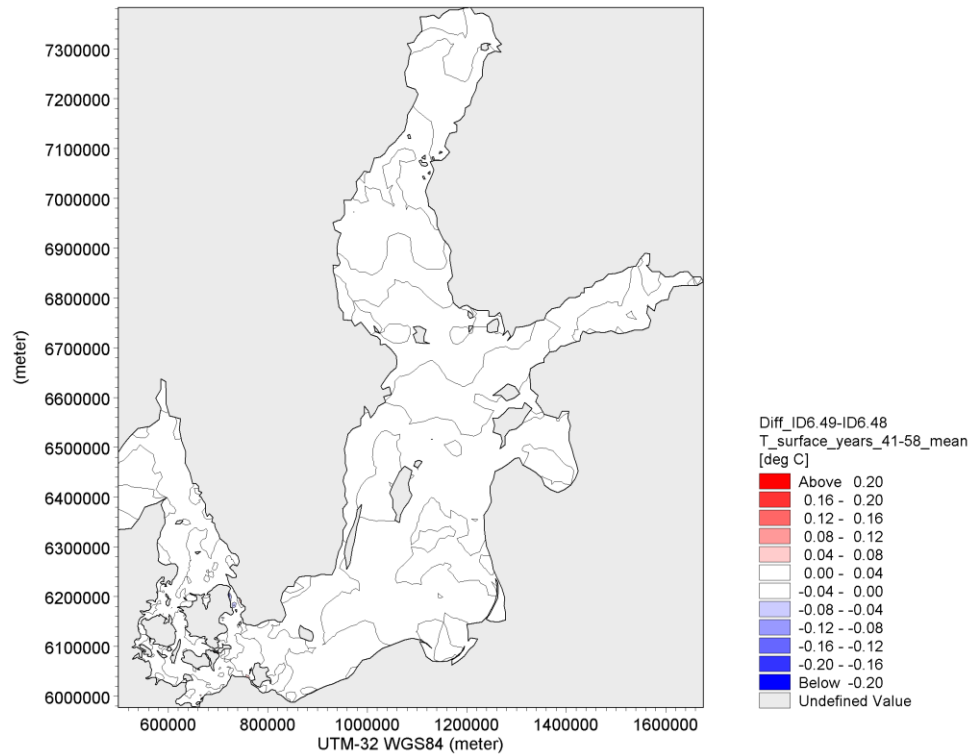 7300000
7200000
7100000
7000000
6900000
6800000
6700000
6600000
6500000
6400000
6300000
6200000
6100000
6000000
(meter)
600000 800000 1000000 1200000 1400000 1600000
UTM-32 WGS84 (meter)
Diff_ID6.49-ID6.48
T_surface_years_41-58_mean
[deg C]
Above 0.20
0.16 - 0.20
0.12 - 0.16
0.08 - 0.12
0.04 - 0.08
0.00 - 0.04
-0.04 - 0.00
-0.08 - -0.04
-0.12 - -0.08
-0.16 - -0.12
-0.20 - -0.16
Below -0.20
Undefined Value